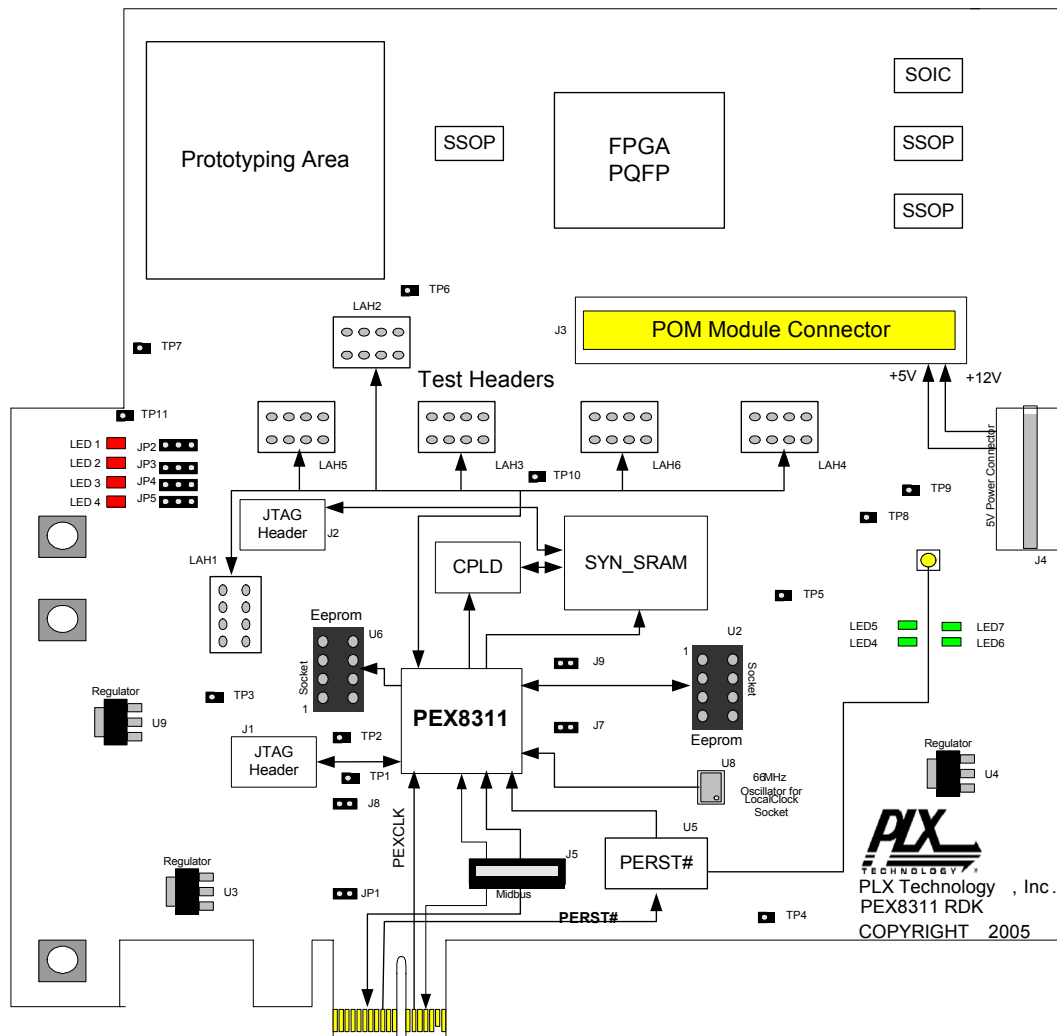 SOIC
Prototyping Area
SSOP
FPGA
PQFP
SSOP
SSOP
TP6
LAH2
J3
POM Module Connector
TP7
Test Headers
+5V
+12V
TP11
LED 1
LED 2
LED 3
LED 4
JP2
JP3
JP4
JP5
LAH5
LAH3
LAH6
LAH4
TP10
5V Power Connector
J4
TP9
TP8
JTAG
Header
J2
CPLD
SYN_SRAM
LAH1
TP5
Eeprom
U6
Socket
1
U2
1
Socket
Eeprom
LED5
LED4
LED7
LED6
J9
J7
PEX8311
TP3
Regulator
U9
J1
JTAG
Header
TP2
TP1
J8
Regulator
U4
U8
66MHz
Oscillator for
LocalClock
Socket
PEXCLK
U5
PERST#
J5
Midbus
Regulator
U3
JP1
PERST#
TP4
PLX
TECHNOLOGY
PLX Technology , Inc.
PEX8311 RDK
COPYRIGHT 2005